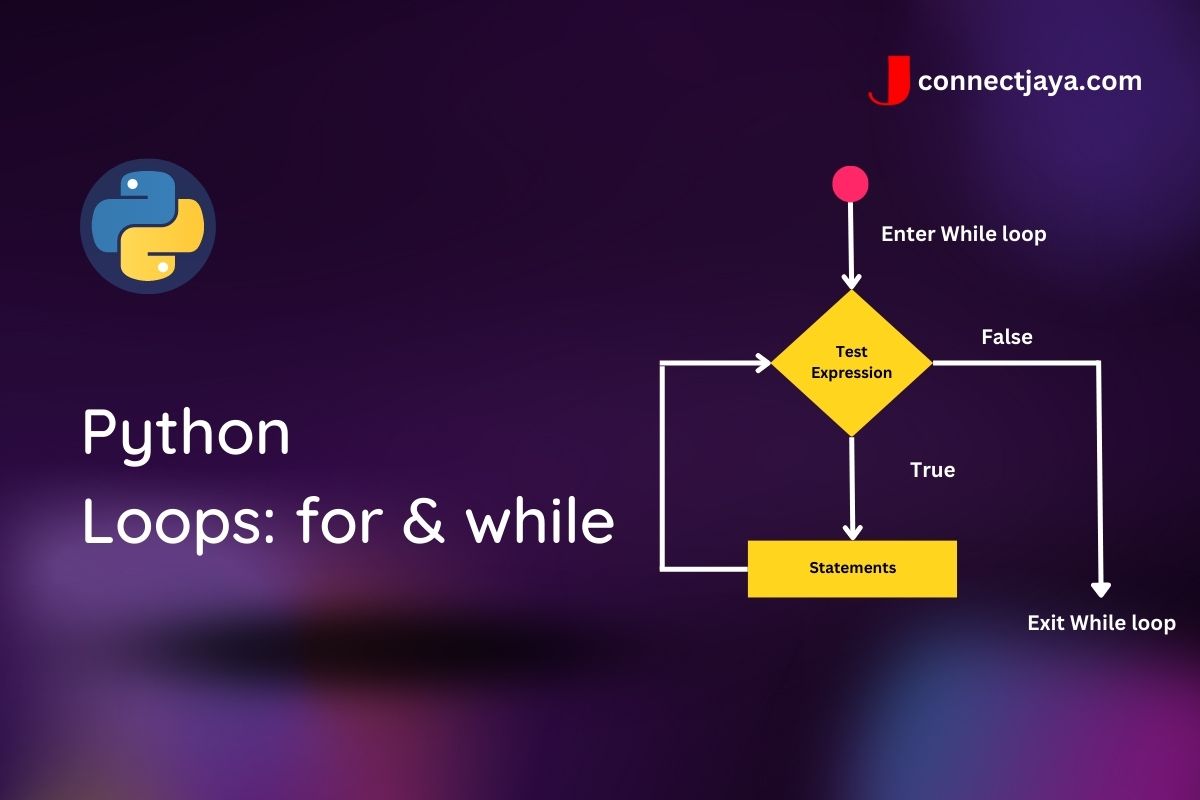 connectjaya.com
Enter While loop
False
Test
Expression
Python
True
Loops: for & while
Statements
Exit While loop